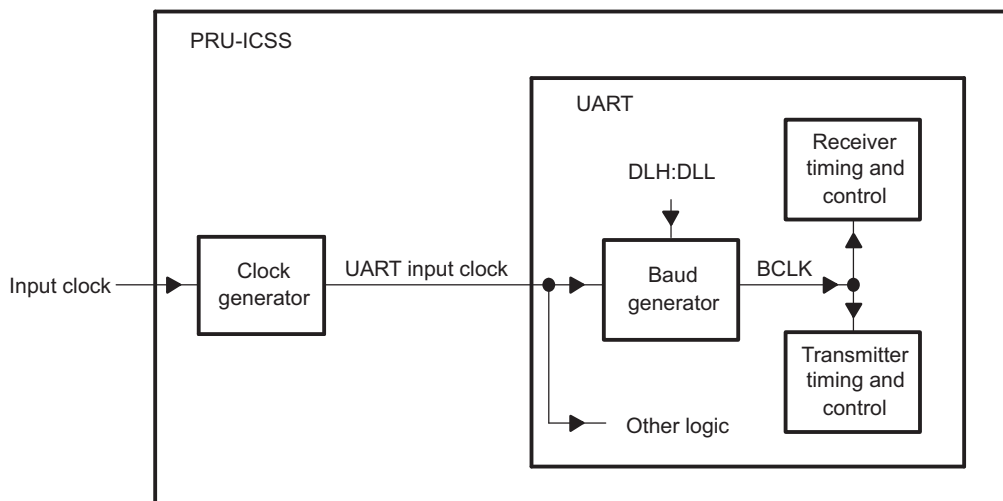 PRU-ICSS
UART
Receiver
timing and
control
DLH:DLL
Input clock
Clock
generator
UART input clock
Baud
generator
BCLK
Transmitter
timing and
control
Other logic